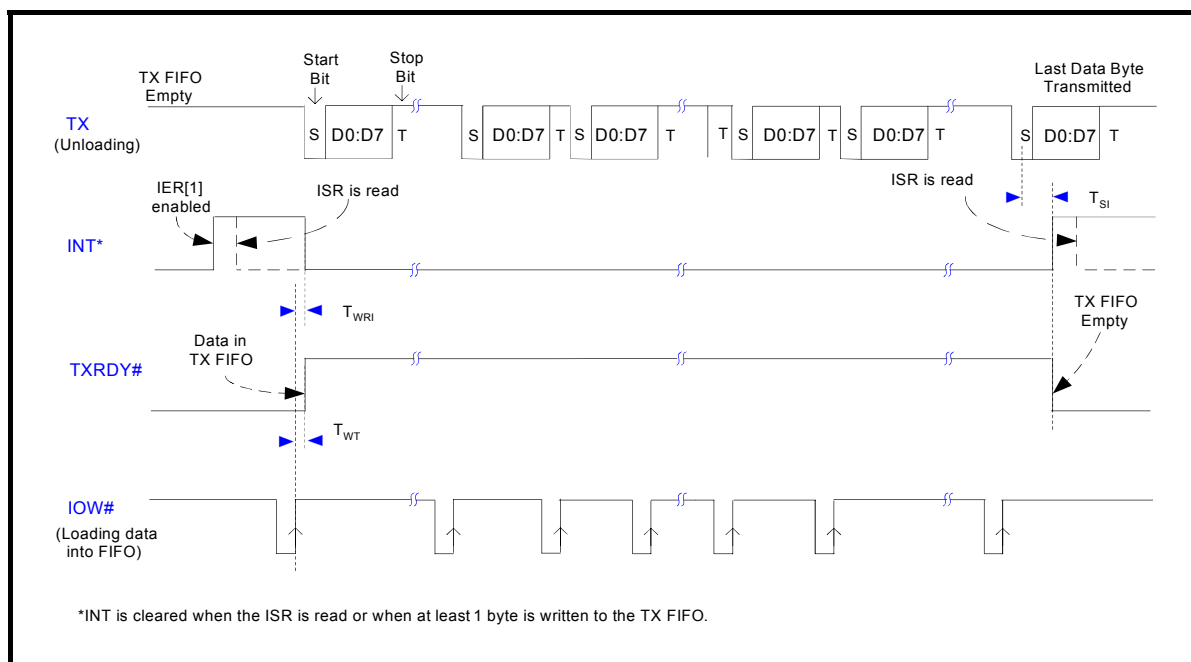 Start
Bit
Stop
Bit
TX FIFO
Empty
Last Data Byte
Transmitted
TX
(Unloading)
S D0:D7 T S D0:D7 T S D0:D7 T T S D0:D7 T S D0:D7 T S D0:D7 T
IER[1]
enabled
ISR is read
ISR is read
TSI
INT*
TWRI
TX FIFO
Empty
Data in
TX FIFO
TXRDY#
TWT
IOW#
(Loading data
into FIFO)
*INT is cleared when the ISR is read or when at least 1 byte is written to the TX FIFO.